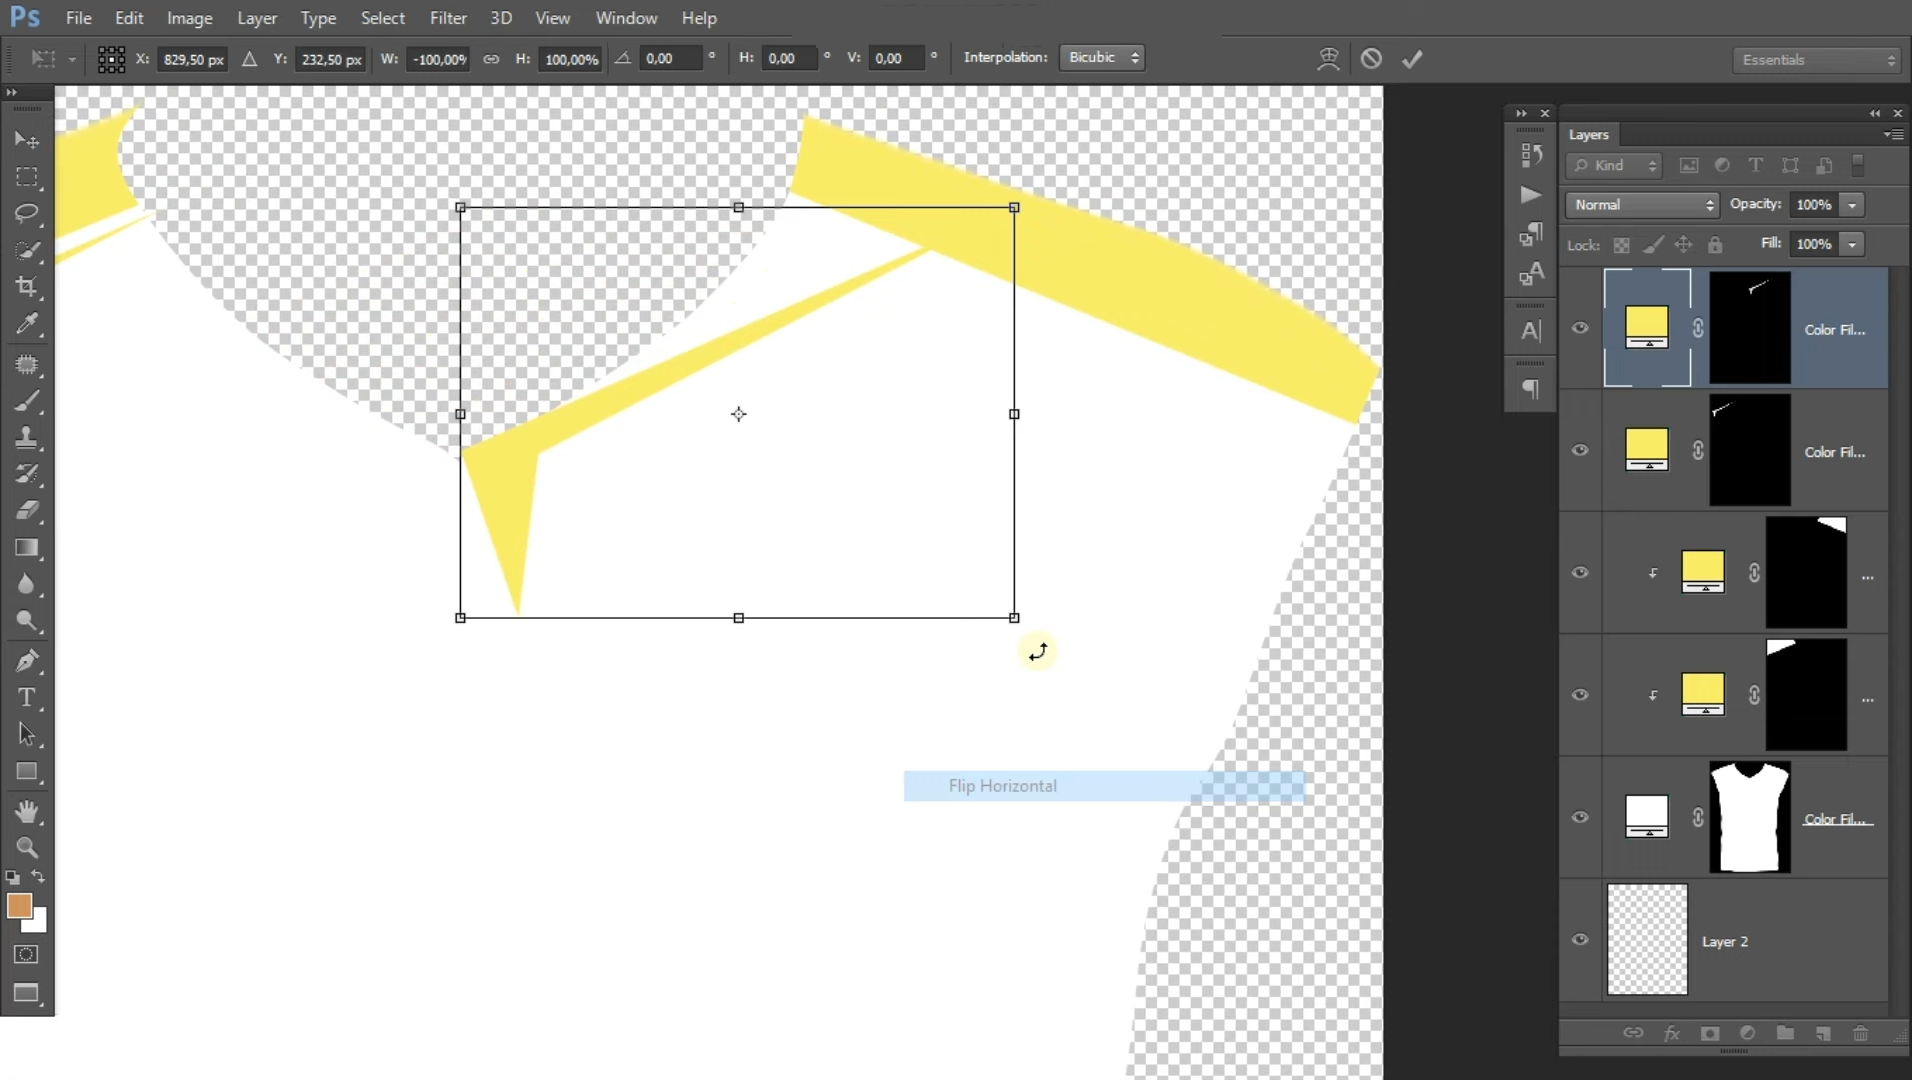 Ps File Edit Image Layer Type Select Filter 3D View Window Help
X: 829,50 px Y: 232,50 px W: -100,00% H: 100,00% 0,00 ° H: 0,00 ° V: 0,00 ° Interpolation: Bicubic Essentials
Layers
Kind
Normal Opacity: 100%
Lock: Fill: 100%
Color Fil...
Color Fil...
...
...
Color Fil...
Layer 2
Flip Horizontal